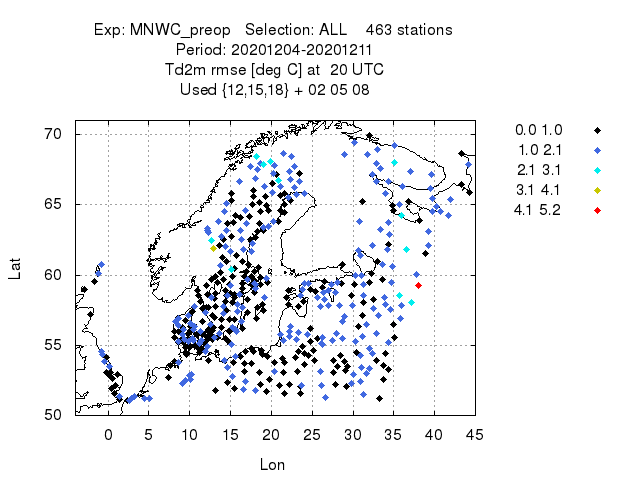 Exp: MNWC_preop   Selection: ALL    463 stations
Period: 20201204-20201211
Td2m rmse [deg C] at  20 UTC
Used {12,15,18} + 02 05 08
70
65
60
55
50
Lat
0 5 10 15 20 25 30 35 40 45
Lon
0.0 1.0
1.0 2.1
2.1 3.1
3.1 4.1
4.1 5.2